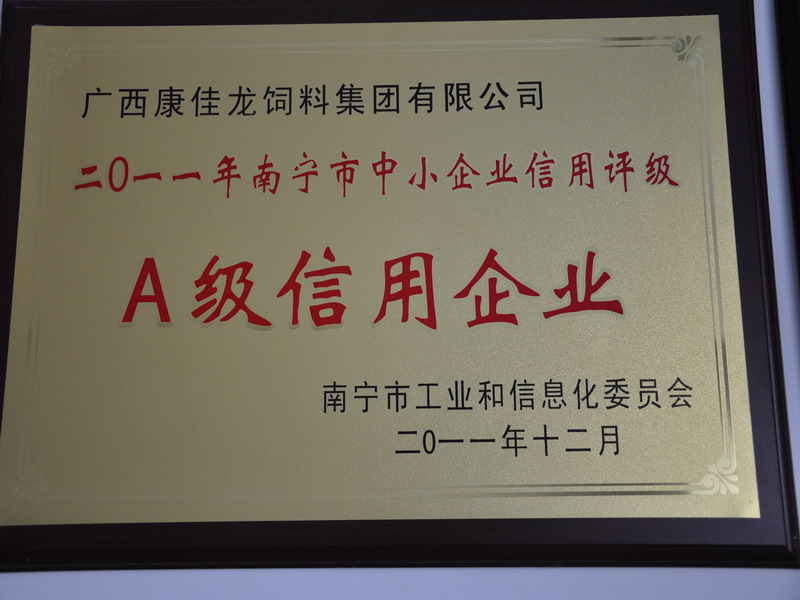 广西康佳龙饲料集团有限公司
二〇一一年南宁市中小企业信用评级
A级信用企业
南宁市工业和信息化委员会
二〇一一年十二月